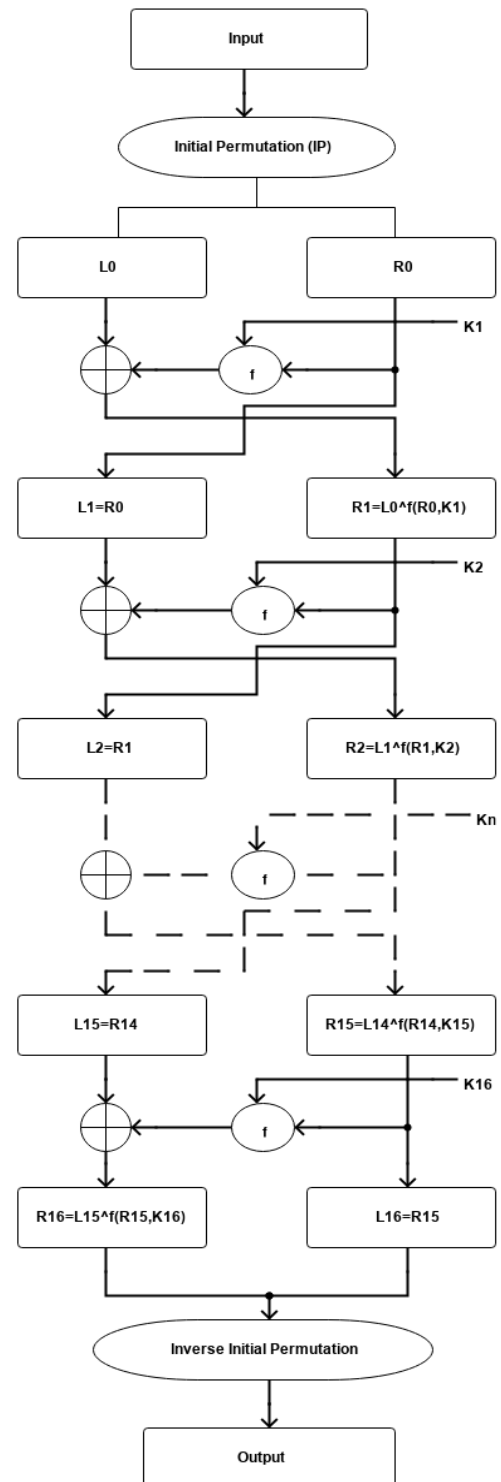 Input
Initial Permutation (IP)
L0
R0
K1
f
L1=R0
R1=L0^f(R0,K1)
K2
f
L2=R1
R2=L1^f(R1,K2)
Kn
f
L15=R14
R15=L14^f(R14,K15)
K16
f
R16=L15^f(R15,K16)
L16=R15
Inverse Initial Permutation
Output